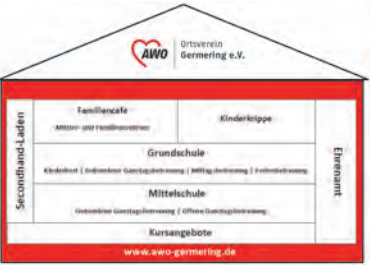 AWO
Ortsverein
Germering e.V.
Secondhand-Laden
Familiencafé
Mütter- und Familienzentrum
Kinderkrippe
Grundschule
Kinderhort | Gebundene Ganztagsbetreuung | Mittagsbetreuung | Ferienbetreuung
Mittelschule
Gebundene Ganztagsbetreuung | Offene Ganztagsbetreuung
Ehrenamt
Kursangebote
www.awo-germering.de